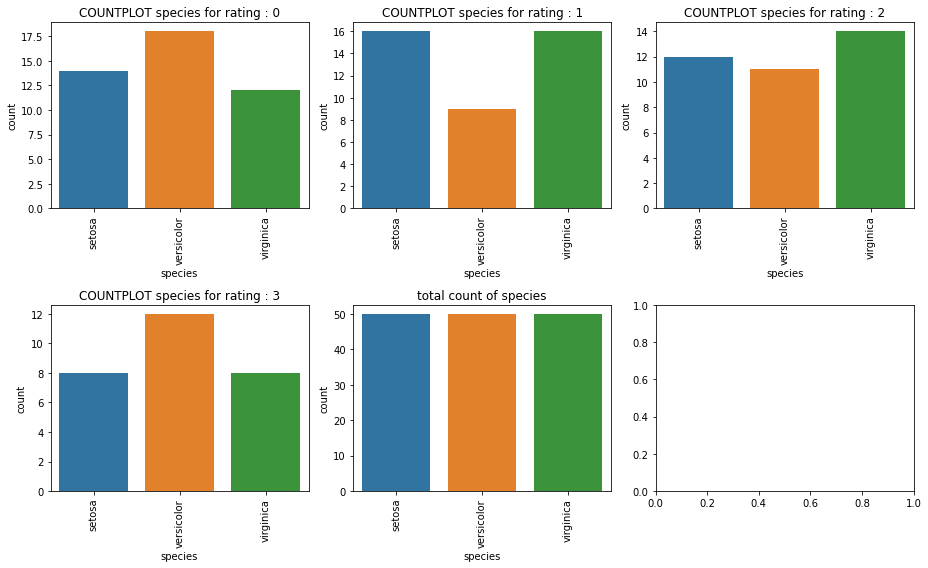 COUNTPLOT species for rating : 0
17.5
15.0
12.5
10.0
7.5
5.0
2.5
0.0
count
setosa
versicolor
virginica
species
COUNTPLOT species for rating : 1
16
14
12
10
8
6
4
2
0
count
setosa
versicolor
virginica
species
COUNTPLOT species for rating : 2
14
12
10
8
6
4
2
0
count
setosa
versicolor
virginica
species
COUNTPLOT species for rating : 3
12
10
8
6
4
2
0
count
setosa
versicolor
virginica
species
total count of species
50
40
30
20
10
0
count
setosa
versicolor
virginica
species
1.0
0.8
0.6
0.4
0.2
0.0
0.0 0.2 0.4 0.6 0.8 1.0